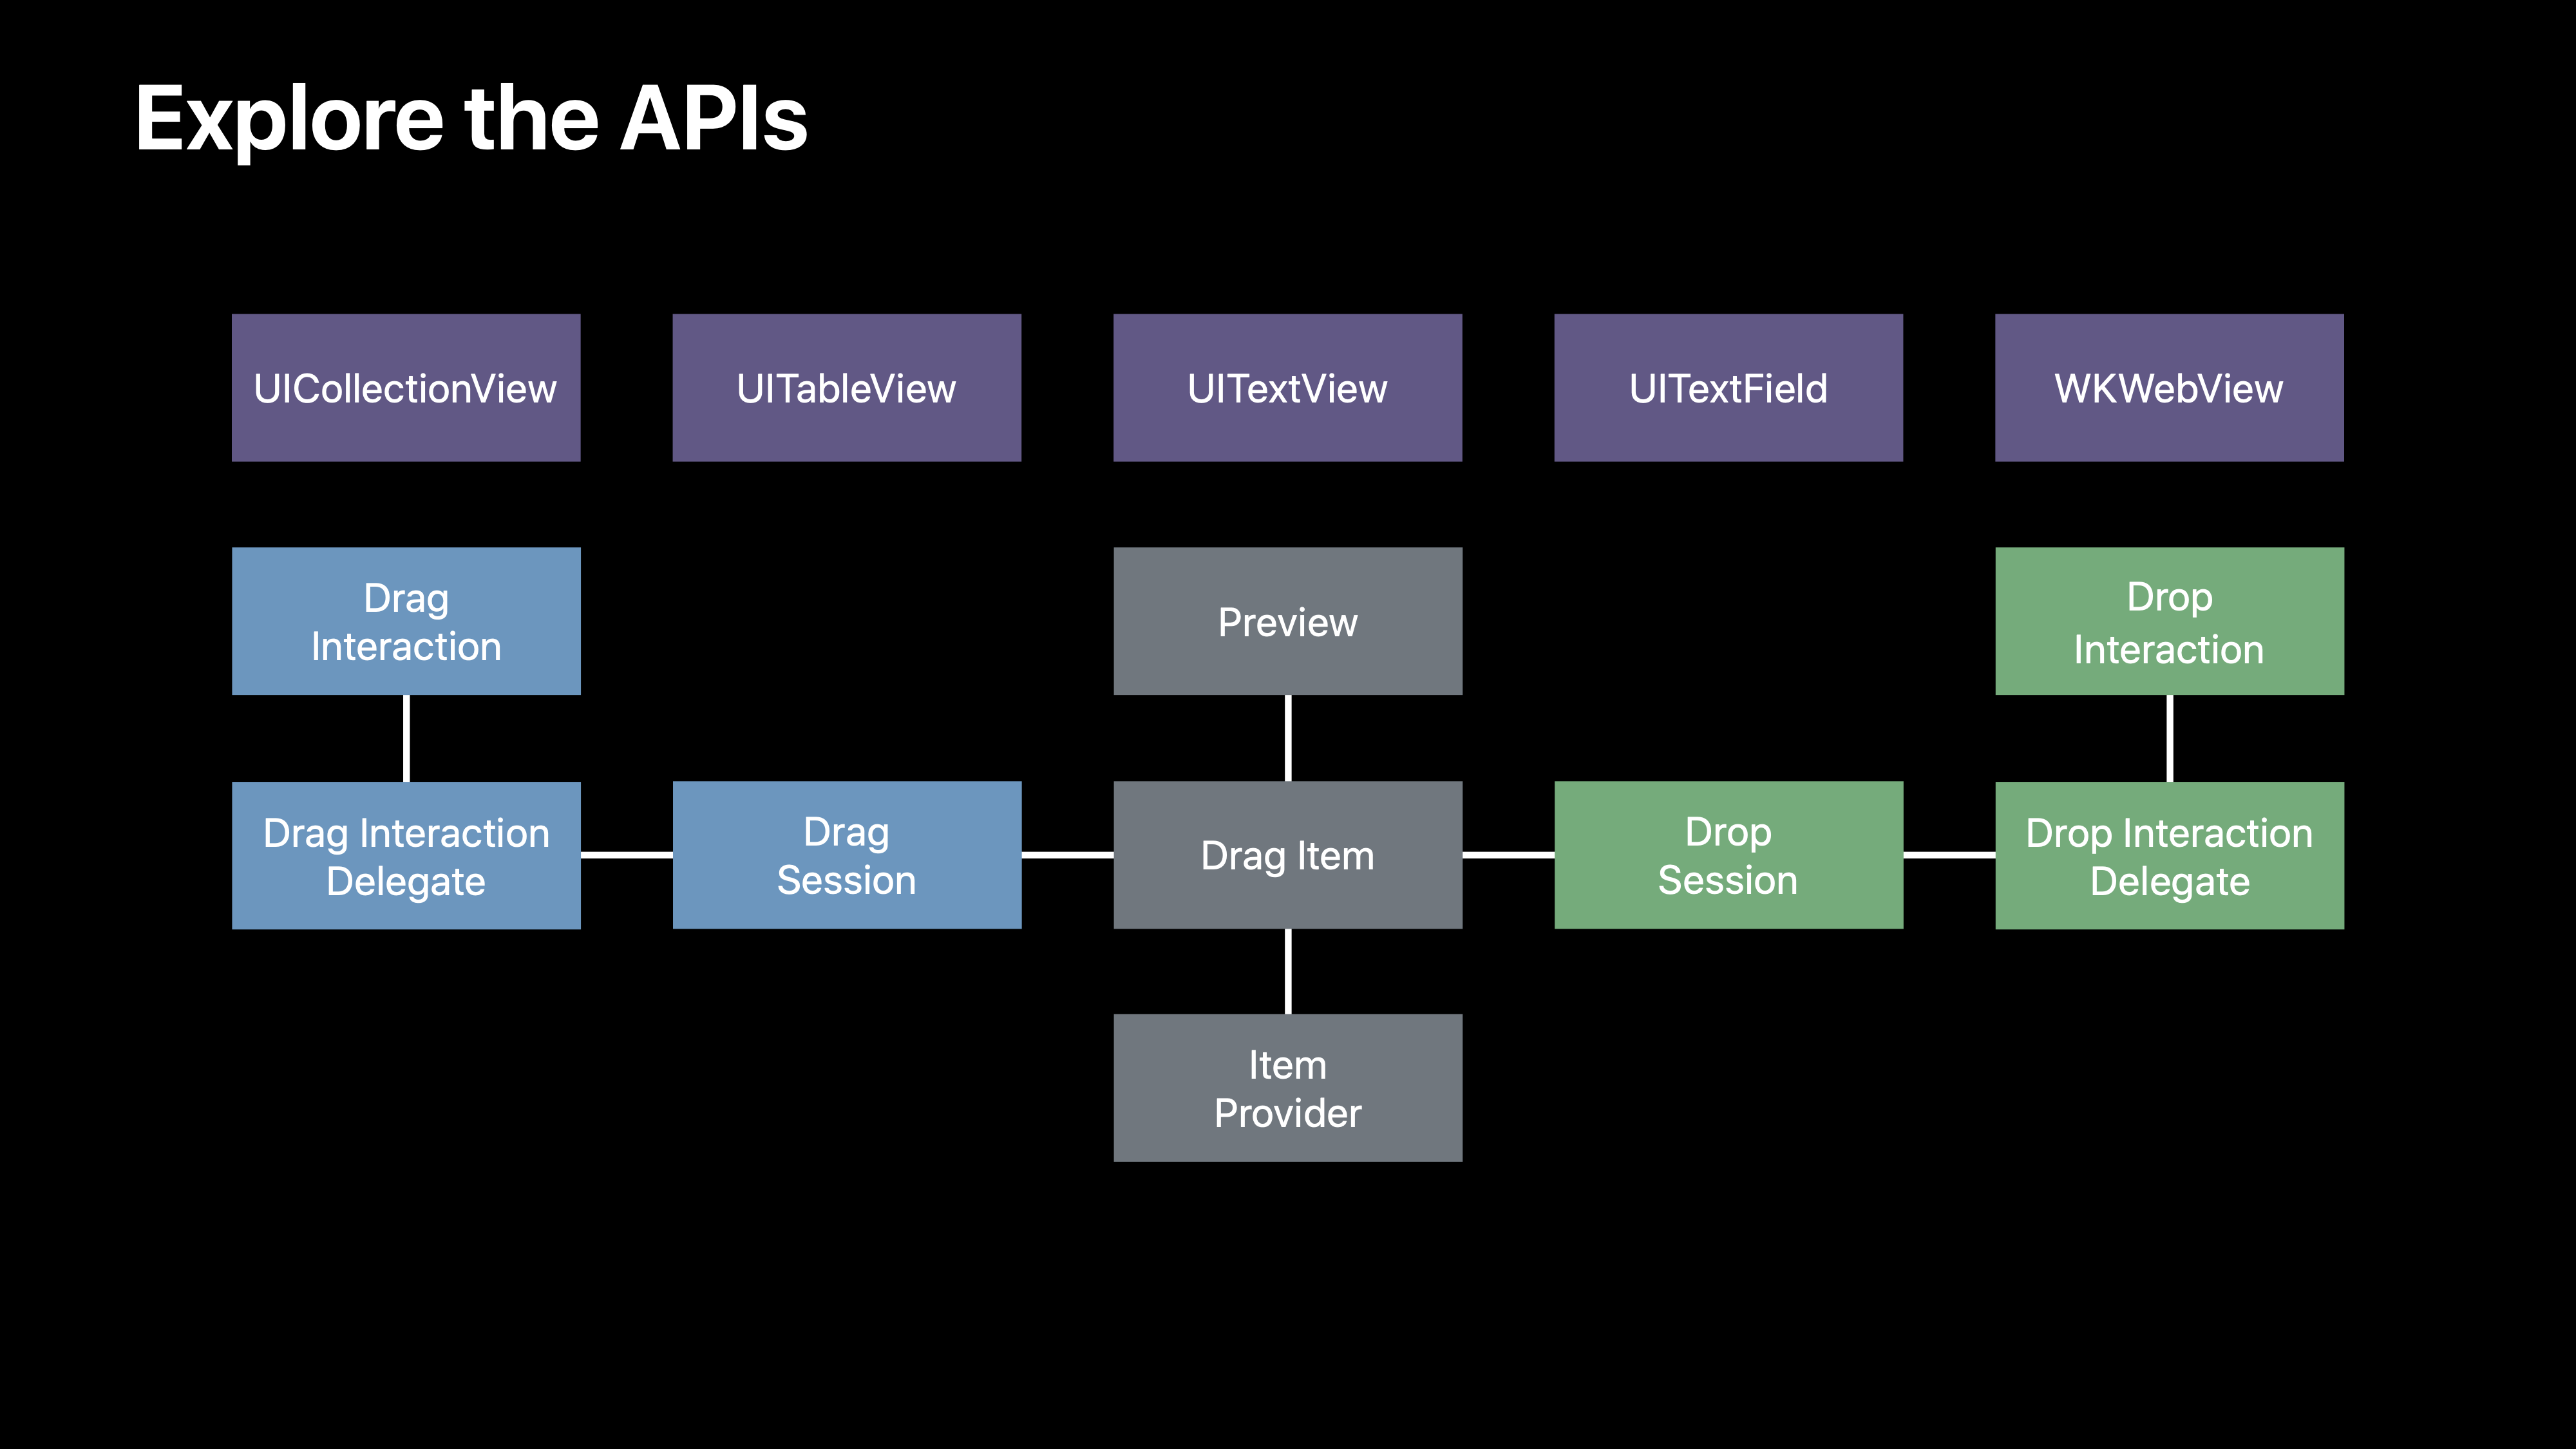 Explore the APIs
UICollectionView
UITableView
UITextView
UITextField
WKWebView
Drag
Interaction
Preview
Drop
Interaction
Drag Interaction
Delegate
Drag
Session
Drag Item
Drop
Session
Drop Interaction
Delegate
Item
Provider